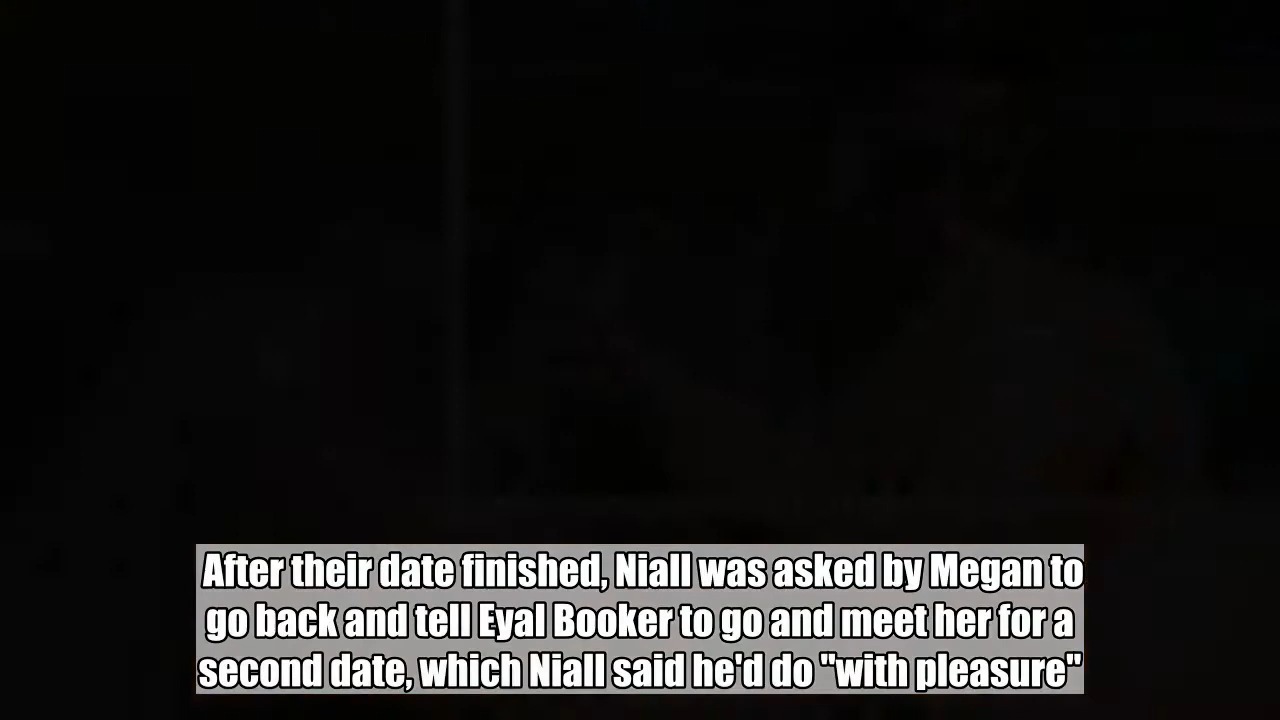 After their date finished, Niall was asked by Megan to
go back and tell Eyal Booker to go and meet her for a
second date, which Niall said he'd do "with pleasure"